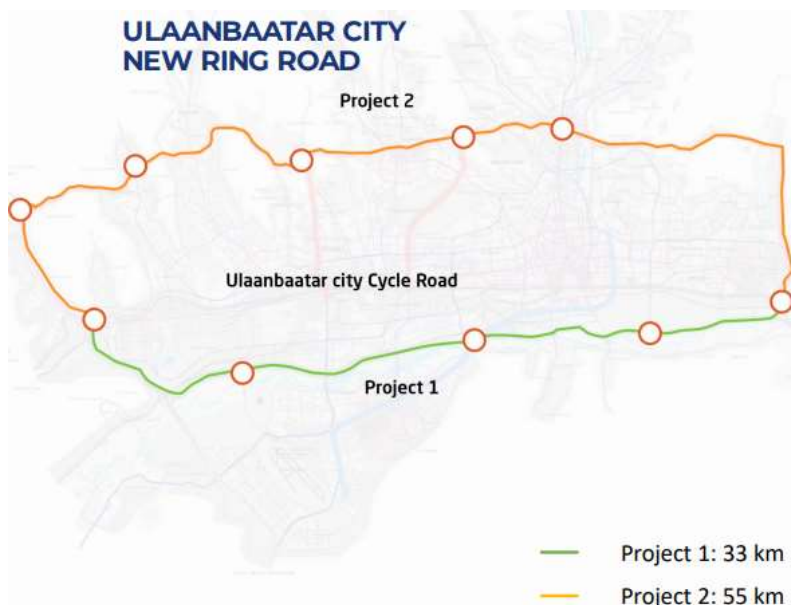 ULAANBAATAR CITY
NEW RING ROAD
Project 2
Ulaanbaatar city Cycle Road
Project 1
Project 1: 33 km
Project 2: 55 km